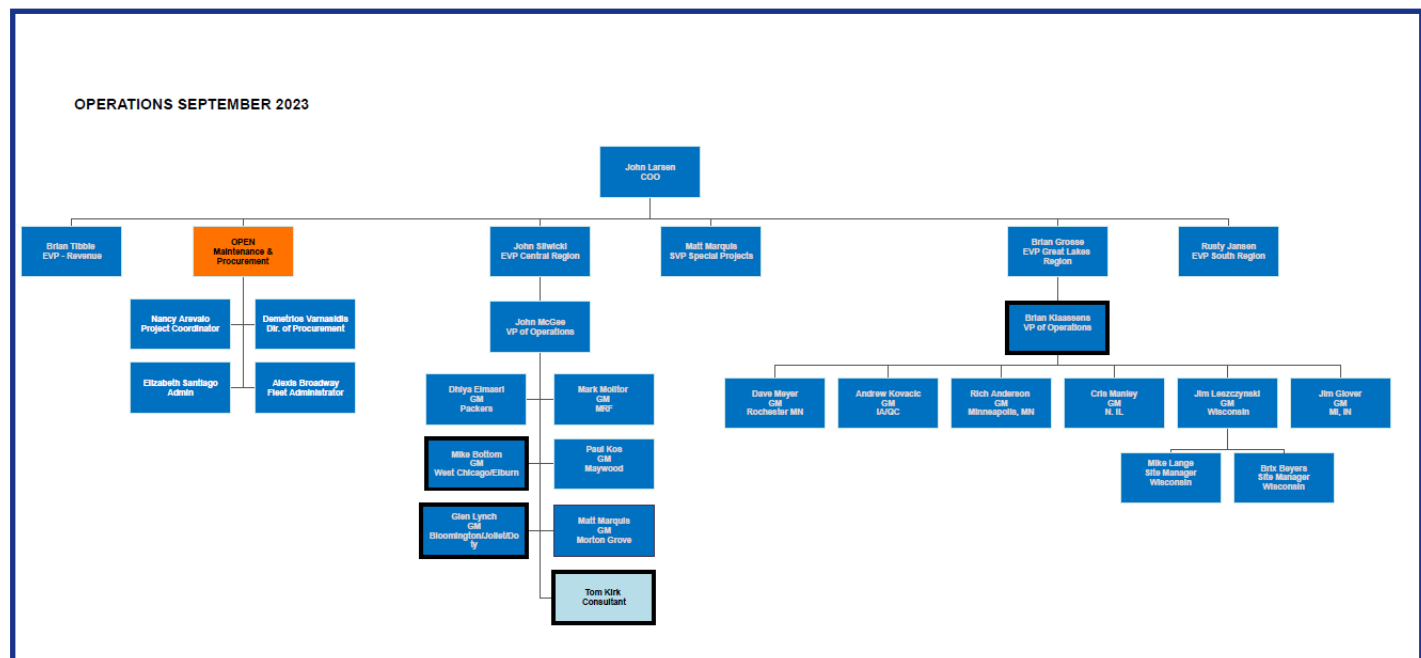 OPERATIONS SEPTEMBER 2023
John Larsen
COO
Brian Tibble
EVP - Revenue
OPEN
Maintenance &
Procurement
John Sliwicki
EVP Central Region
Matt Marquis
SVP Special Projects
Brian Grosse
EVP Great Lakes
Region
Rusty Jansen
EVP South Region
Nancy Arevalo
Project Coordinator
Demetrios Varnasidis
Dir. of Procurement
Elizabeth Santiago
Admin
Alexis Broadway
Fleet Administrator
John McGee
VP of Operations
Brian Klaassens
VP of Operations
Dhiya Elmasri
GM
Packers
Mark Molitor
GM
MRF
Mike Bottom
GM
West Chicago/Elburn
Paul Kos
GM
Maywood
Glen Lynch
GM
Bloomington/Joliet/Do
ty
Matt Marquis
GM
Morton Grove
Tom Kirk
Consultant
Dave Meyer
GM
Rochester MN
Andrew Kovacic
GM
IA/QC
Rich Anderson
GM
Minneapolis, MN
Cris Manley
GM
N. IL
Jim Leszczynski
GM
Wisconsin
Jim Glover
GM
MI, IN
Mike Lange
Site Manager
Wisconsin
Brix Beyers
Site Manager
Wisconsin